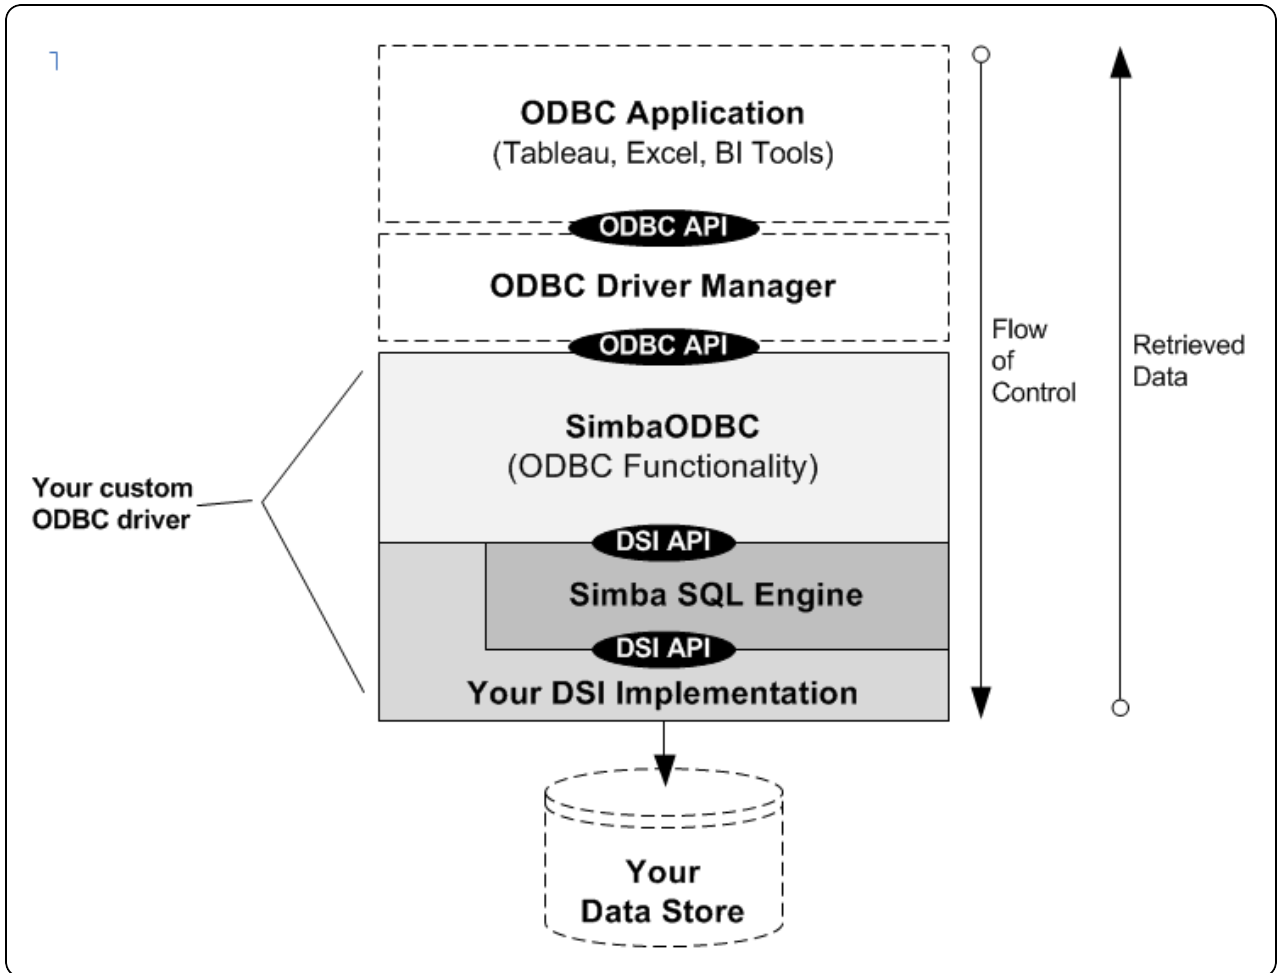 ODBC Application
(Tableau, Excel, BI Tools)
ODBC API
ODBC Driver Manager
ODBC API
Flow
of
Control
Retrieved
Data
SimbaODBC
(ODBC Functionality)
Your custom
ODBC driver
DSI API
Simba SQL Engine
DSI API
Your DSI Implementation
Your
Data Store